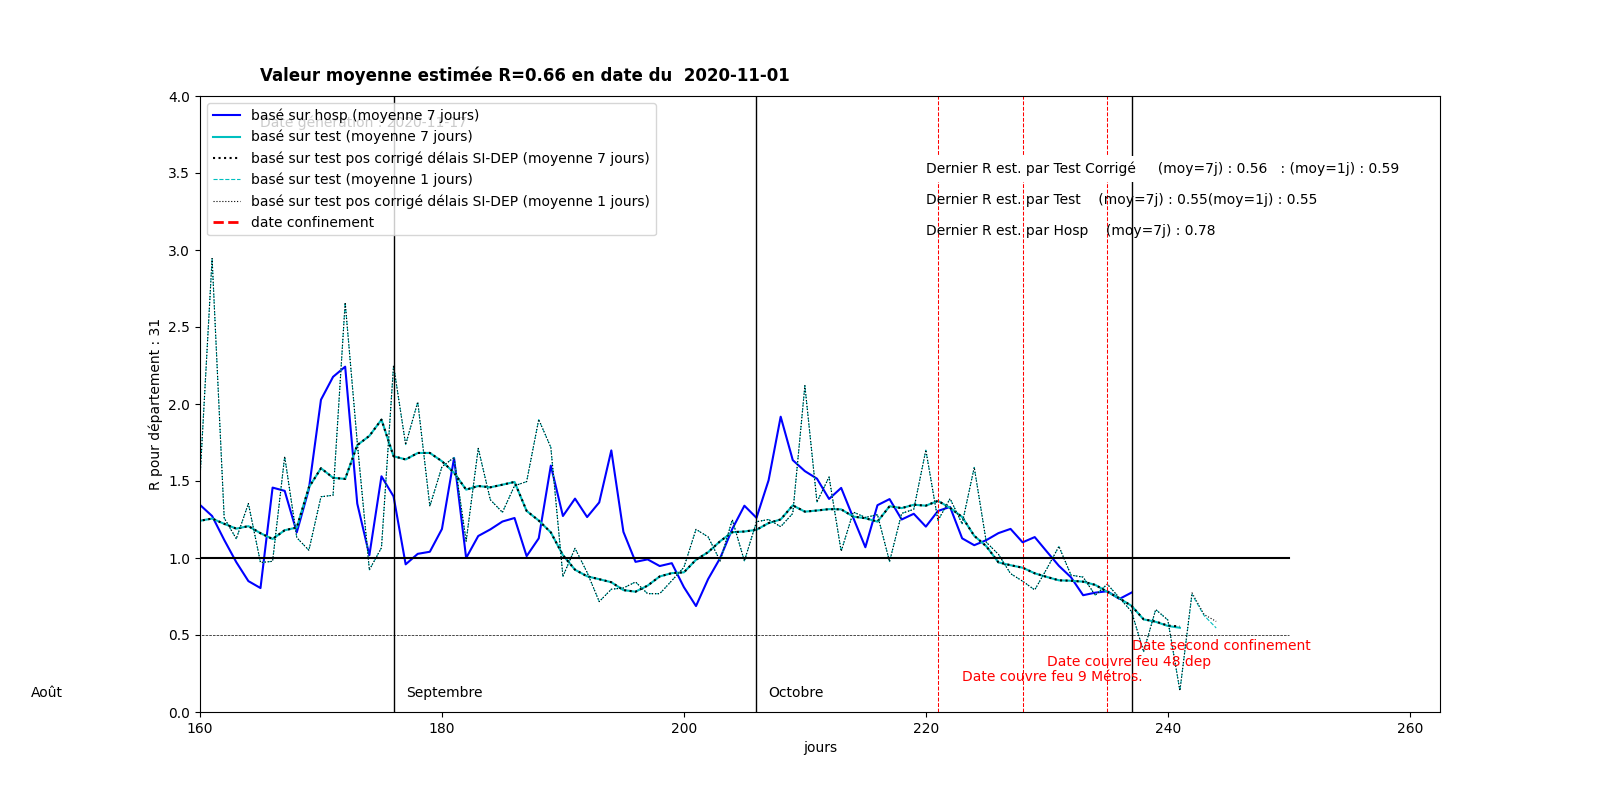 Valeur moyenne estimée R=0.66 en date du  2020-11-01
4.0
3.5
3.0
2.5
2.0
1.5
1.0
0.5
0.0
R pour département : 31
Date génération : 2020-11-17
basé sur hosp (moyenne 7 jours)
basé sur test (moyenne 7 jours)
basé sur test pos corrigé délais SI-DEP (moyenne 7 jours)
basé sur test (moyenne 1 jours)
basé sur test pos corrigé délais SI-DEP (moyenne 1 jours)
date confinement
Dernier R est. par Test Corrigé     (moy=7j) : 0.56   : (moy=1j) : 0.59
Dernier R est. par Test    (moy=7j) : 0.55(moy=1j) : 0.55
Dernier R est. par Hosp    (moy=7j) : 0.78
Date second confinement
Date couvre feu 48 dep
Date couvre feu 9 Métros.
Août
Septembre
Octobre
160
180
200
220
240
260
jours